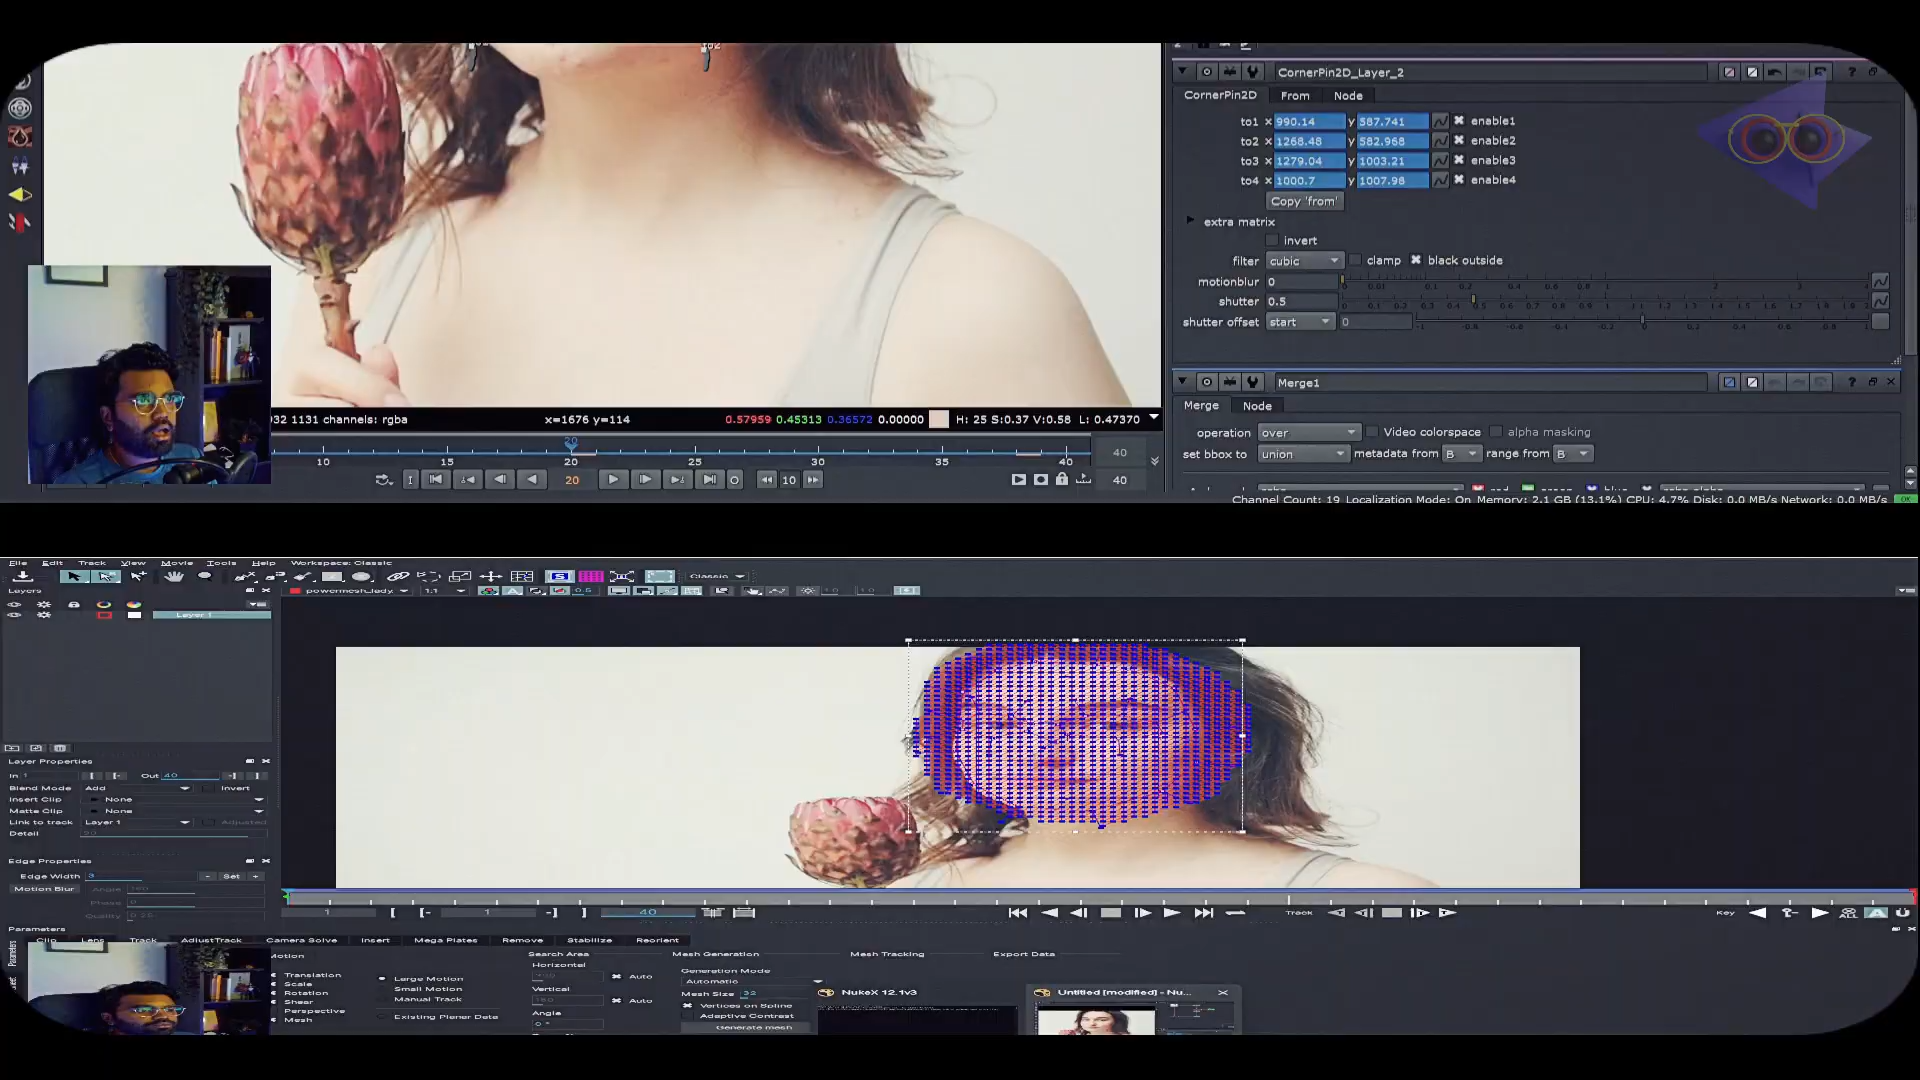 to2
CornerPin2D_Layer_2
CornerPin2D From Node
to1 x 990.14 y 587.741 enable1
to2 x 1268.48 y 582.968 enable2
to3 x 1279.04 y 1003.21 enable3
to4 x 1000.7 y 1007.98 enable4
Copy 'from'
extra matrix
invert
filter cubic clamp black outside
motionblur 0
shutter 0.5
shutter offset start 0
Merge1
Merge Node
operation over Video colorspace alpha masking
set bbox to union metadata from B range from B
Channel Count: 19 Localization Mode: On Memory: 2.1 GB (13.1%) CPU: 4.7% Disk: 0.0 MB/s Network: 0.0 MB/s
32 1131 channels: rgba x=1676 y=114 0.57959 0.45313 0.36572 0.00000 H: 25 S:0.37 V:0.58 L: 0.47370
20
10 15 20 25 30 35 40 40
20 10 40
File Edit Track View Movie Tools Help Workspace: Classic
Classic
Layers
powermesh_lady 1:1
Layer 1
Layer Properties
In 1 Out 40
Blend Mode Add Invert
Insert Clip None
Matte Clip None
Link to track Layer 1 Adjusted
Detail
Edge Properties
Edge Width 3 - Set +
Motion Blur Angle 180
Phase 0
Quality 0.25
1 1 40 Track Key
Parameters
Clip Lens Track AdjustTrack Camera Solve Insert Mega Plates Remove Stabilize Reorient
Motion
Translation
Scale
Rotation
Shear
Perspective
Mesh
Large Motion
Small Motion
Manual Track
Existing Planar Data
Search Area
Horizontal
Auto
Vertical
Auto
Angle
0 °
Mesh Generation
Generation Mode
Automatic
Mesh Size 32
Vertices on Spline
Adaptive Contrast
Generate mesh
Mesh Tracking
Export Data
NukeX 12.1v3
Untitled [modified] - Nu...